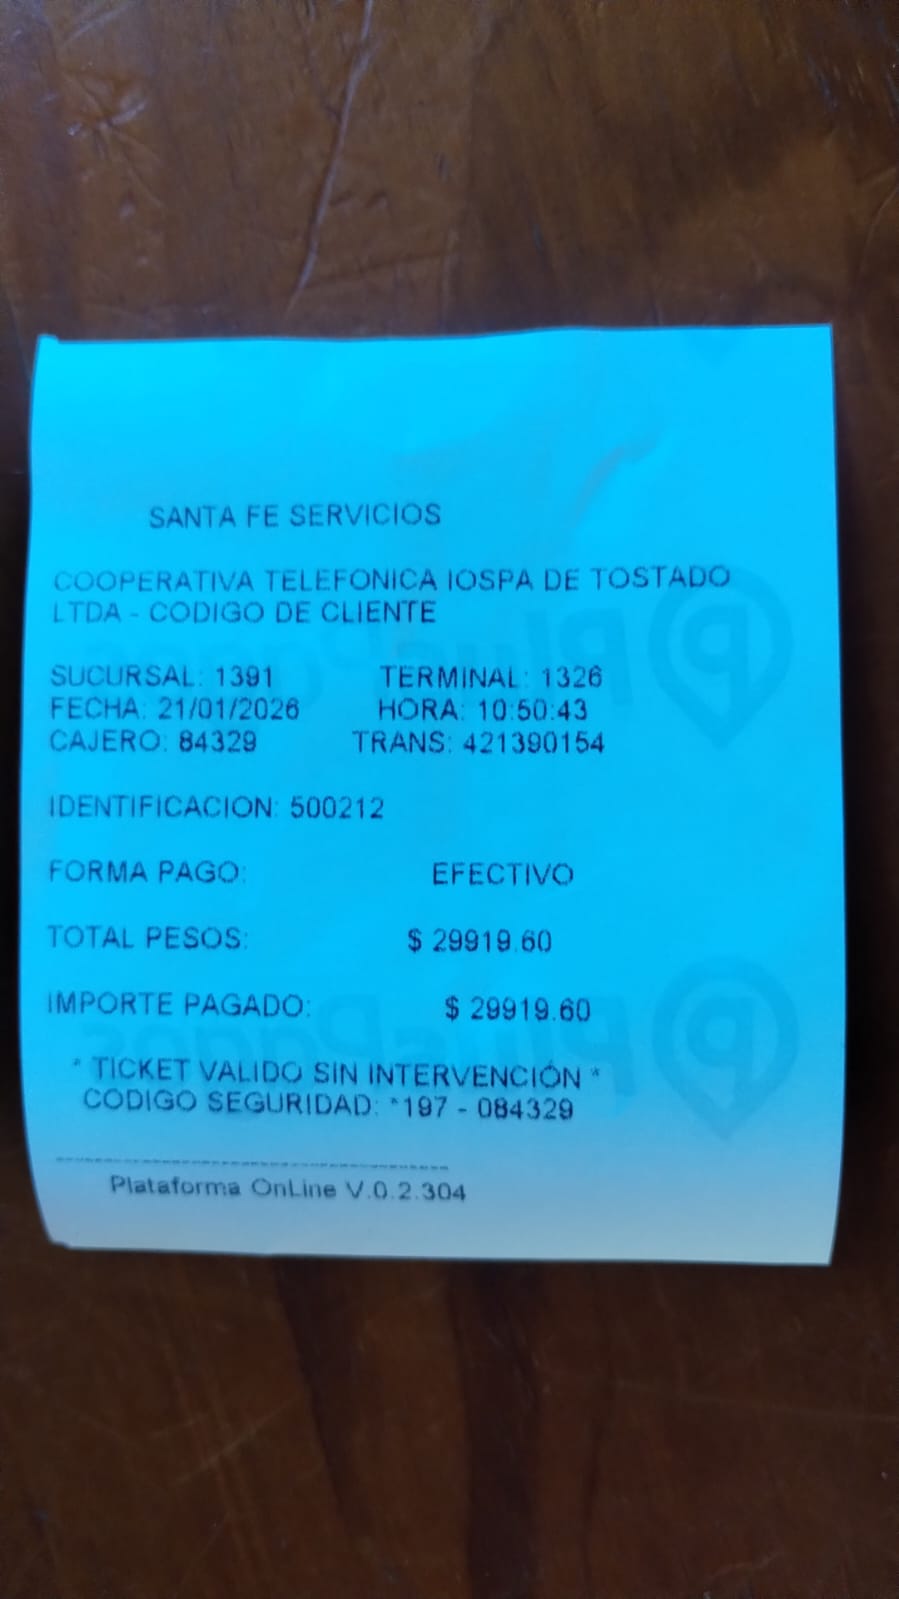 SANTA FE SERVICIOS
COOPERATIVA TELEFONICA IOSPA DE TOSTADO
LTDA - CODIGO DE CLIENTE
SUCURSAL: 1391 TERMINAL: 1326
FECHA: 21/01/2026 HORA: 10:50:43
CAJERO: 84329 TRANS: 421390154
IDENTIFICACION: 500212
FORMA PAGO: EFECTIVO
TOTAL PESOS: $ 29919.60
IMPORTE PAGADO: $ 29919.60
* TICKET VALIDO SIN INTERVENCIÓN *
CODIGO SEGURIDAD: *197 - 084329
Plataforma OnLine V.0.2.304